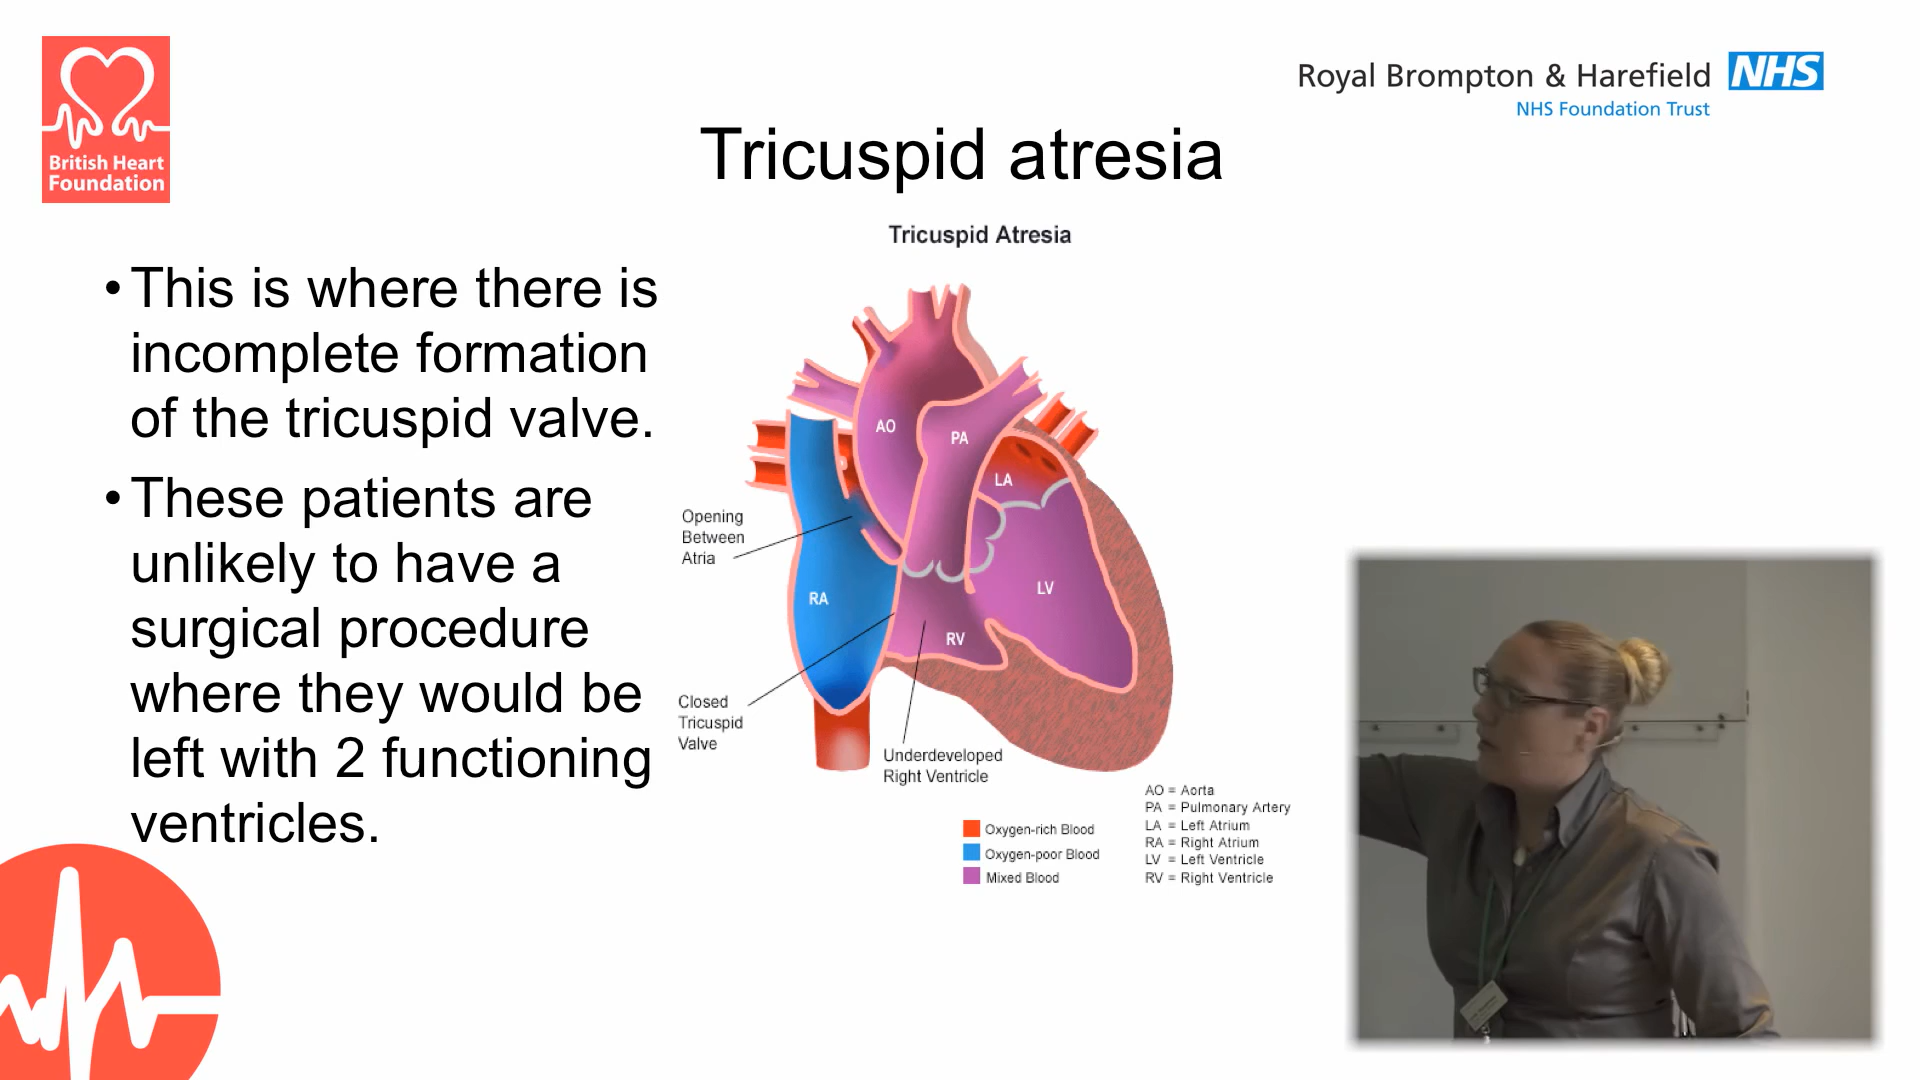 British Heart
Foundation
Royal Brompton & Harefield NHS
NHS Foundation Trust
Tricuspid atresia
• This is where there is
incomplete formation
of the tricuspid valve.
• These patients are
unlikely to have a
surgical procedure
where they would be
left with 2 functioning
ventricles.
Tricuspid Atresia
AO
PA
LA
Opening
Between
Atria
RA
LV
RV
Closed
Tricuspid
Valve
Underdeveloped
Right Ventricle
Oxygen-rich Blood
Oxygen-poor Blood
Mixed Blood
AO = Aorta
PA = Pulmonary Artery
LA = Left Atrium
RA = Right Atrium
LV = Left Ventricle
RV = Right Ventricle